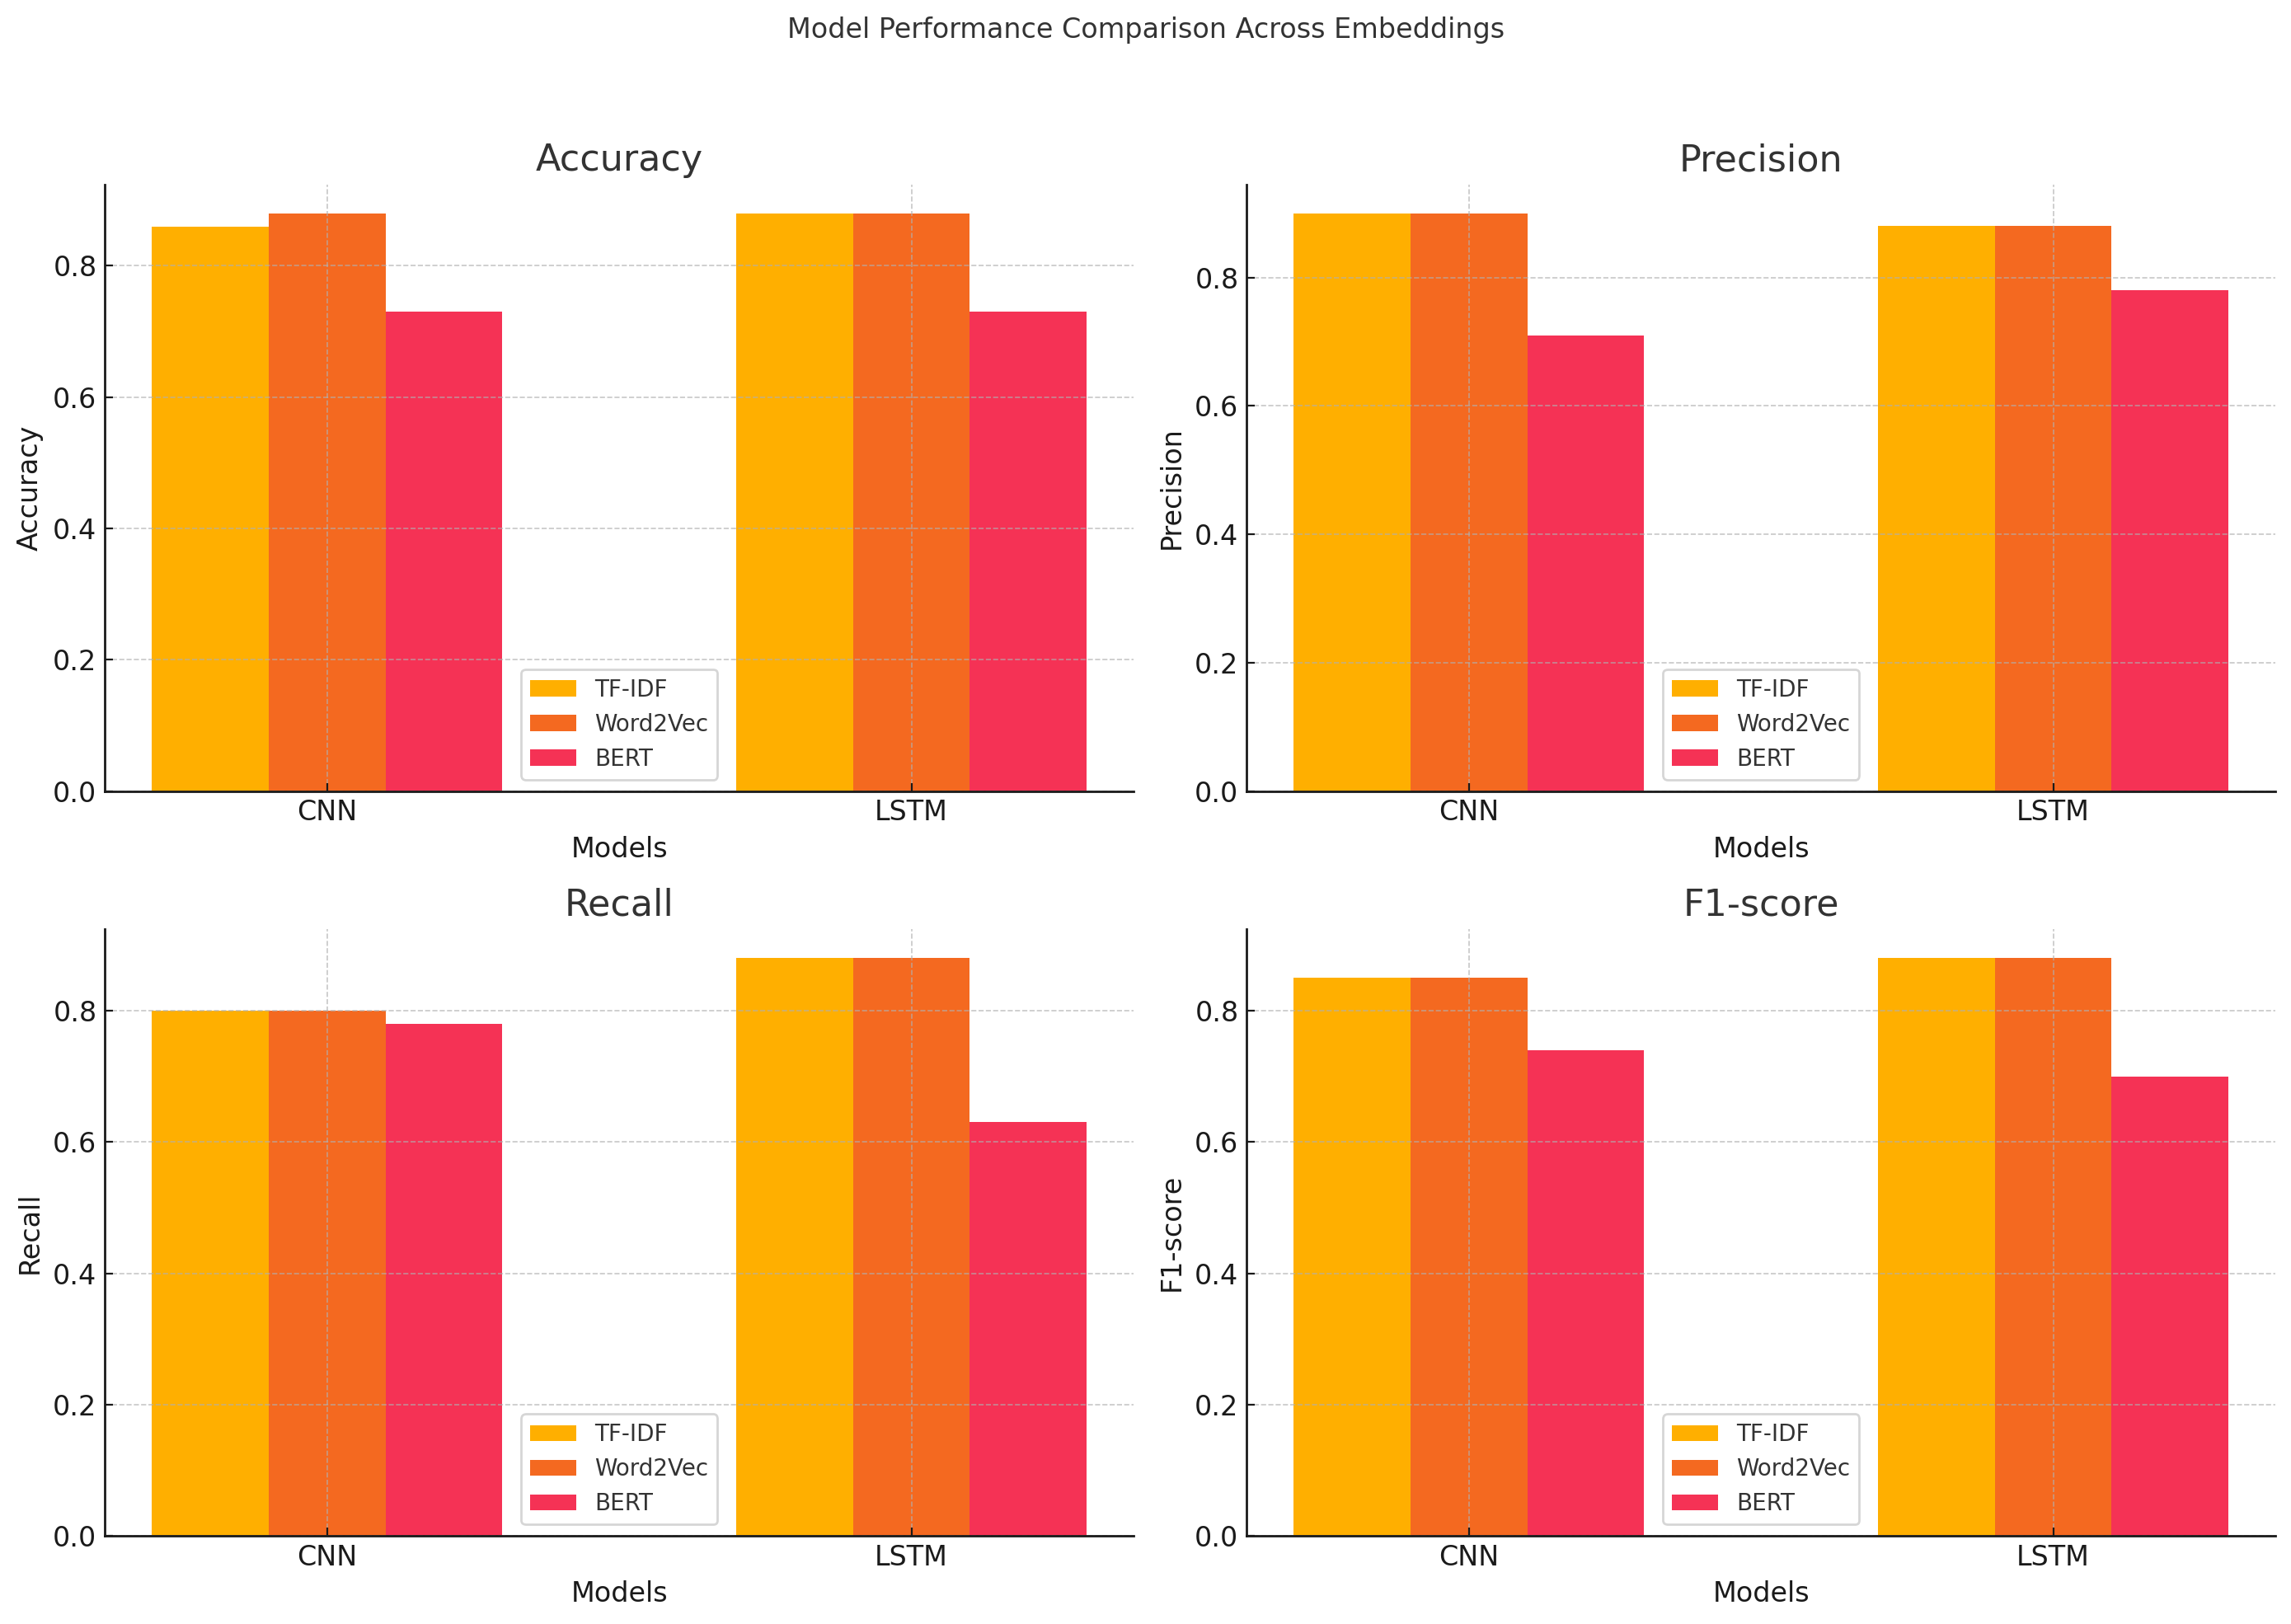 Model Performance Comparison Across Embeddings
Accuracy
Accuracy
0.8
0.6
0.4
0.2
0.0
TF-IDF
Word2Vec
BERT
CNN
LSTM
Models
Precision
Precision
0.8
0.6
0.4
0.2
0.0
TF-IDF
Word2Vec
BERT
CNN
LSTM
Models
Recall
Recall
0.8
0.6
0.4
0.2
0.0
TF-IDF
Word2Vec
BERT
CNN
LSTM
Models
F1-score
F1-score
0.8
0.6
0.4
0.2
0.0
TF-IDF
Word2Vec
BERT
CNN
LSTM
Models